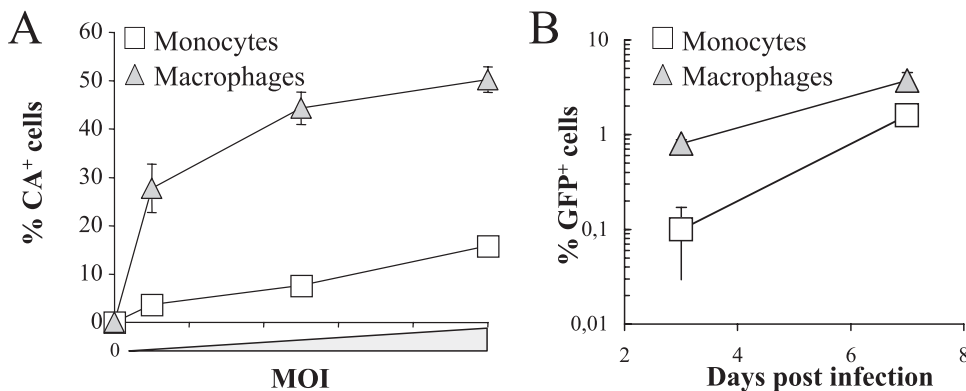 A
Monocytes
Macrophages
% CA+ cells
60
50
40
30
20
10
0
0
MOI
B
Monocytes
Macrophages
% GFP+ cells
10
1
0,1
0,01
2 4 6 8
Days post infection